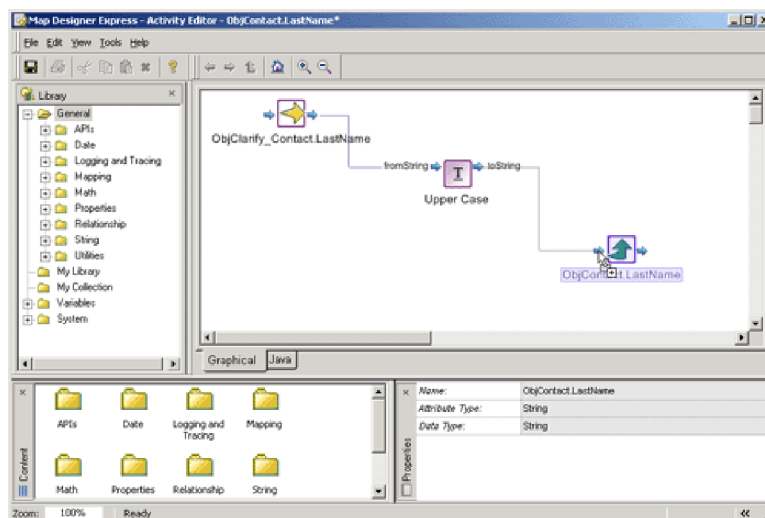 Map Designer Express - Activity Editor - ObjContact.LastName*
File Edit View Tools Help
Library
General
APIs
Date
Logging and Tracing
Mapping
Math
Properties
Relationship
String
Utilities
My Library
My Collection
Variables
System
ObjClarify_Contact.LastName
fromString
T
toString
Upper Case
ObjContact.LastName
Graphical
Java
Content
APIs
Date
Logging and
Tracing
Mapping
Math
Properties
Relationship
String
Properties
Name: ObjContact.LastName
Attribute Type: String
Data Type: String
Zoom: 100% Ready